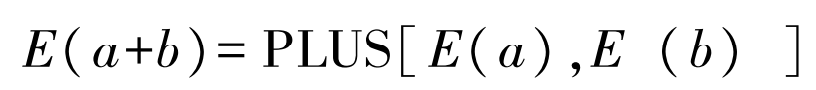 E(a+b)= PLUS[E(a),E (b) ]